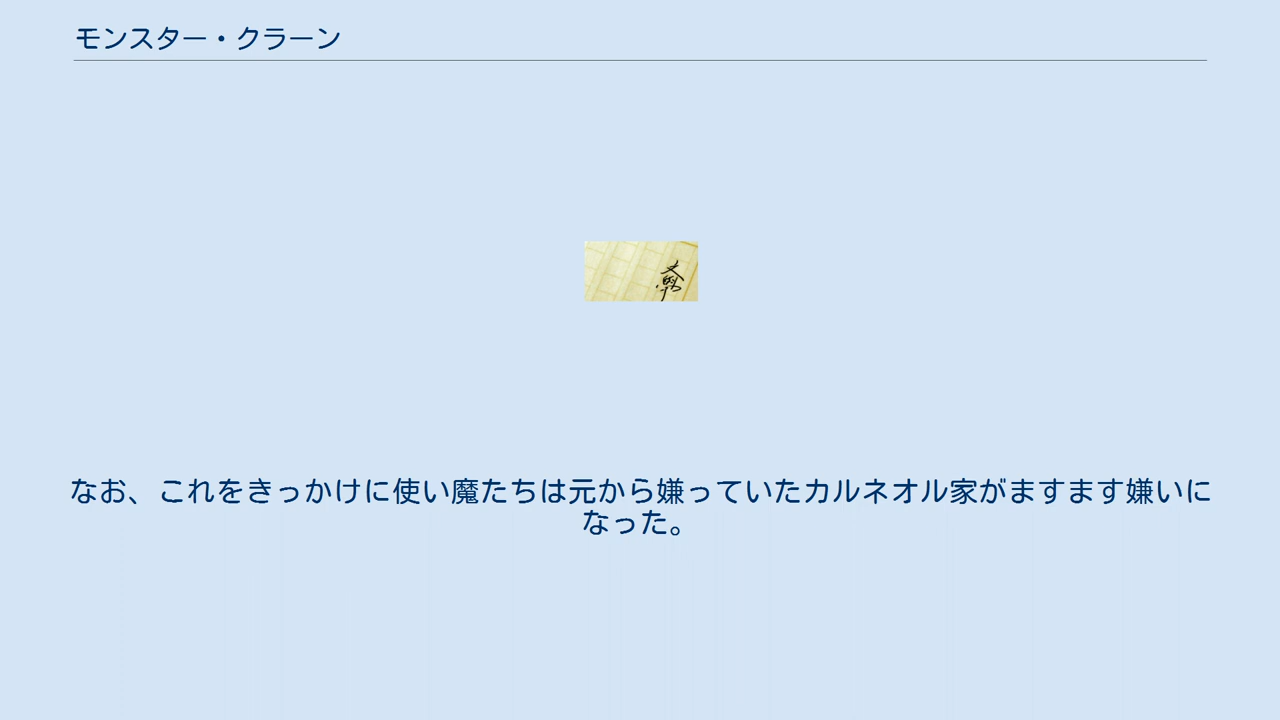 モンスター・クラーン
なお、これをきっかけに使い魔たちは元から嫌っていたカルネオル家がますます嫌いに
なった。